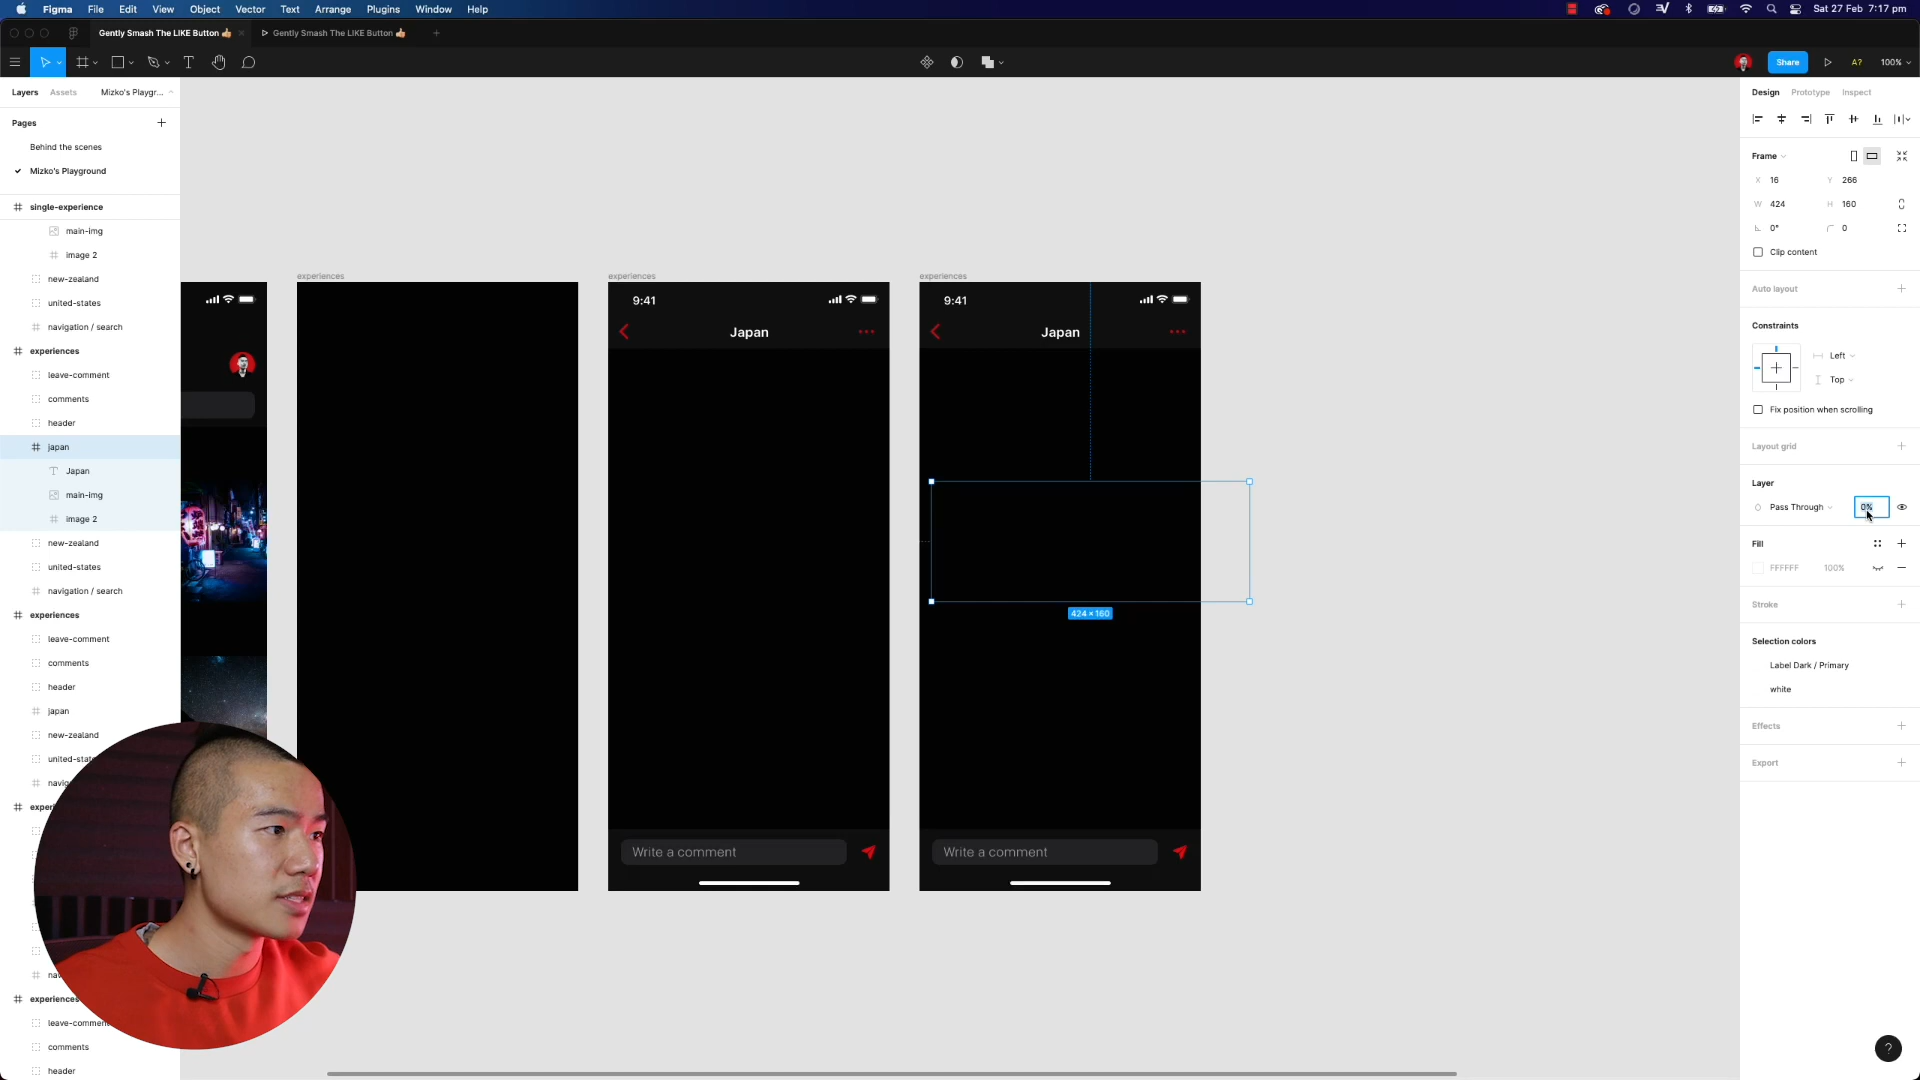 Figma File Edit View Object Vector Text Arrange Plugins Window Help
Sat 27 Feb 7:17 pm
Gently Smash The LIKE Button 👍🏼
Gently Smash The LIKE Button 👍🏼
Share
A?
100%
Layers Assets Mizko's Playgr...
Pages
Behind the scenes
Mizko's Playground
single-experience
main-img
image 2
new-zealand
united-states
navigation / search
experiences
leave-comment
comments
header
japan
Japan
main-img
image 2
new-zealand
united-states
navigation / search
experiences
leave-comment
comments
header
japan
new-zealand
united-stat
navig
experi
nav
experiences
leave-commen
comments
header
experiences
experiences
9:41
Japan
Write a comment
experiences
9:41
Japan
424 × 160
Write a comment
Design Prototype Inspect
Frame
X 16 Y 266
W 424 H 160
0° 0
Clip content
Auto layout
Constraints
Left
Top
Fix position when scrolling
Layout grid
Layer
Pass Through 0%
Fill
FFFFFF 100%
Stroke
Selection colors
Label Dark / Primary
white
Effects
Export
?